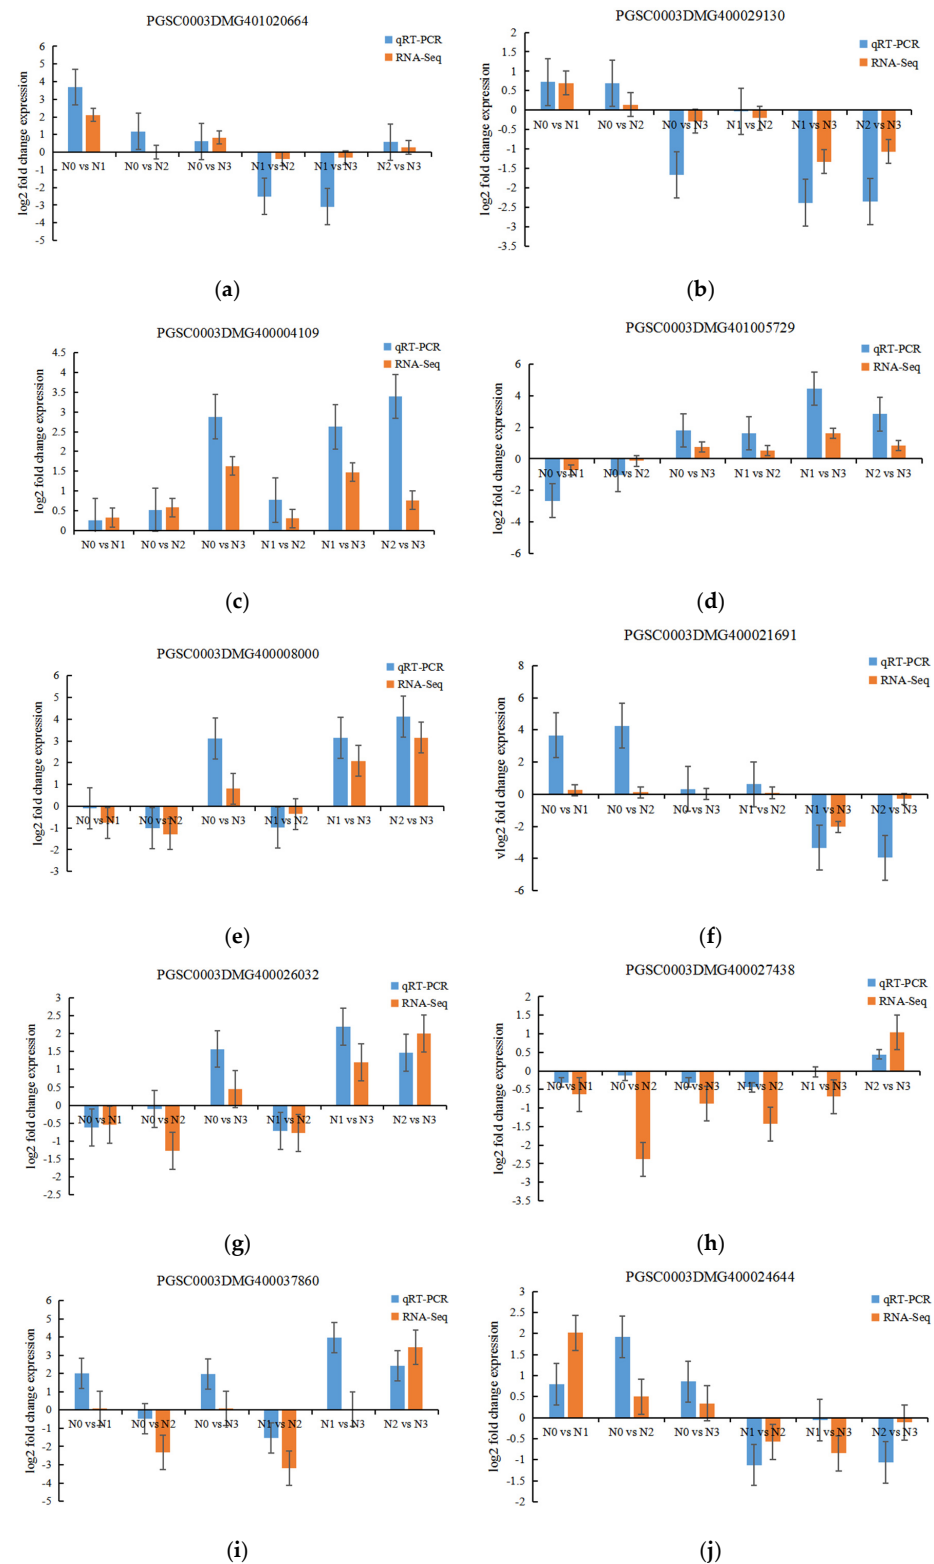 PGSC0003DMG401020664
qRT-PCR
RNA-Seq
log2 fold change expression
6
5
4
3
2
1
0
-1
-2
-3
-4
-5
N0 vs N1
N0 vs N2
N0 vs N3
N1 vs N2
N1 vs N3
N2 vs N3
(a)
PGSC0003DMG400029130
qRT-PCR
RNA-Seq
log2 fold change expression
2
1.5
1
0.5
0
-0.5
-1
-1.5
-2
-2.5
-3
-3.5
N0 vs N1
N0 vs N2
N0 vs N3
N1 vs N2
N1 vs N3
N2 vs N3
(b)
PGSC0003DMG400004109
qRT-PCR
RNA-Seq
log2 fold change expression
4.5
4
3.5
3
2.5
2
1.5
1
0.5
0
N0 vs N1
N0 vs N2
N0 vs N3
N1 vs N2
N1 vs N3
N2 vs N3
(c)
PGSC0003DMG401005729
qRT-PCR
RNA-Seq
log2 fold change expression
6
4
2
0
-2
-4
-6
N0 vs N1
N0 vs N2
N0 vs N3
N1 vs N2
N1 vs N3
N2 vs N3
(d)
PGSC0003DMG400008000
qRT-PCR
RNA-Seq
log2 fold change expression
6
5
4
3
2
1
0
-1
-2
-3
N0 vs N1
N0 vs N2
N0 vs N3
N1 vs N2
N1 vs N3
N2 vs N3
(e)
PGSC0003DMG400021691
qRT-PCR
RNA-Seq
vlog2 fold change expression
8
6
4
2
0
-2
-4
-6
N0 vs N1
N0 vs N2
N0 vs N3
N1 vs N2
N1 vs N3
N2 vs N3
(f)
PGSC0003DMG400026032
qRT-PCR
RNA-Seq
log2 fold change expression
3
2.5
2
1.5
1
0.5
0
-0.5
-1
-1.5
-2
-2.5
N0 vs N1
N0 vs N2
N0 vs N3
N1 vs N2
N1 vs N3
N2 vs N3
(g)
PGSC0003DMG400027438
qRT-PCR
RNA-Seq
log2 fold change expression
2
1.5
1
0.5
0
-0.5
-1
-1.5
-2
-2.5
-3
-3.5
N0 vs N1
N0 vs N2
N0 vs N3
N1 vs N2
N1 vs N3
N2 vs N3
(h)
PGSC0003DMG400037860
qRT-PCR
RNA-Seq
log2 fold change expression
6
5
4
3
2
1
0
-1
-2
-3
-4
-5
N0 vs N1
N0 vs N2
N0 vs N3
N1 vs N2
N1 vs N3
N2 vs N3
(i)
PGSC0003DMG400024644
qRT-PCR
RNA-Seq
log2 fold change expression
3
2.5
2
1.5
1
0.5
0
-0.5
-1
-1.5
-2
N0 vs N1
N0 vs N2
N0 vs N3
N1 vs N2
N1 vs N3
N2 vs N3
(j)